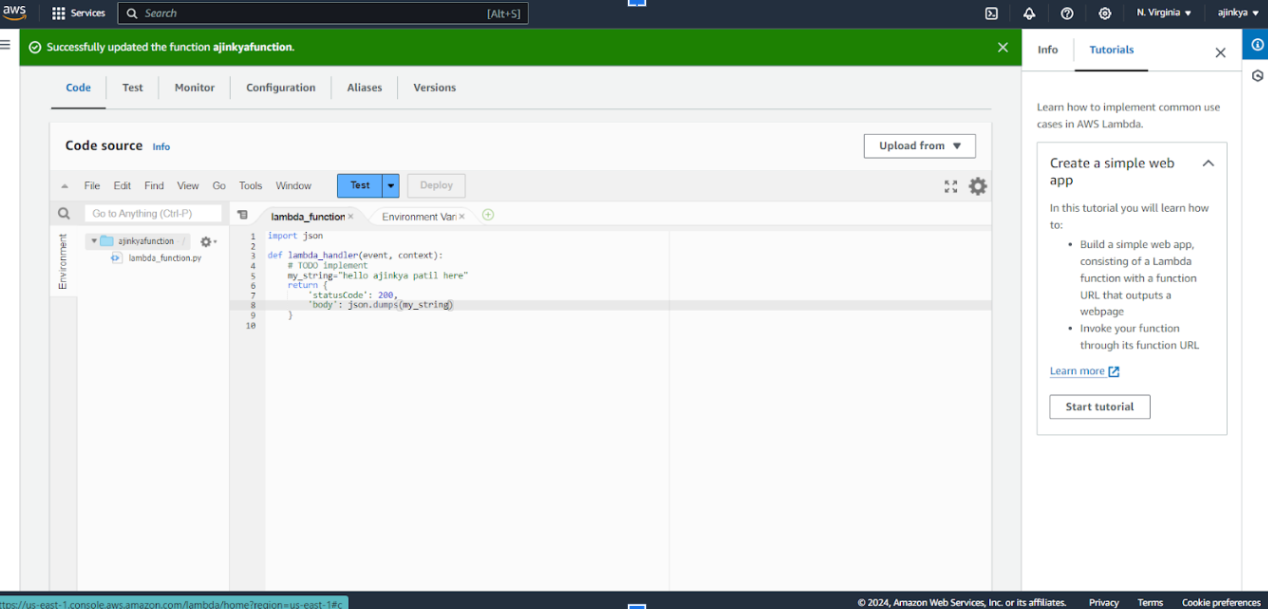 aws
Services
Search
[Alt+S]
N. Virginia
ajinkya
Successfully updated the function ajinkyafunction.
Code
Test
Monitor
Configuration
Aliases
Versions
Code source Info
Upload from
File Edit Find View Go Tools Window
Test
Deploy
Go to Anything (Ctrl-P)
Environment
ajinkyafunction /
lambda_function.py
lambda_function
Environment Vari
1 import json
2
3 def lambda_handler(event, context):
4 # TODO implement
5 my_string="hello ajinkya patil here"
6 return {
7 'statusCode': 200,
8 'body': json.dumps(my_string)
9 }
10
Info
Tutorials
Learn how to implement common use
cases in AWS Lambda.
Create a simple web
app
In this tutorial you will learn how
to:
• Build a simple web app,
consisting of a Lambda
function with a function
URL that outputs a
webpage
• Invoke your function
through its function URL
Learn more
Start tutorial
ttps://us-east-1.console.aws.amazon.com/lambda/home?region=us-east-1#c
© 2024, Amazon Web Services, Inc. or its affiliates.
Privacy
Terms
Cookie preferences